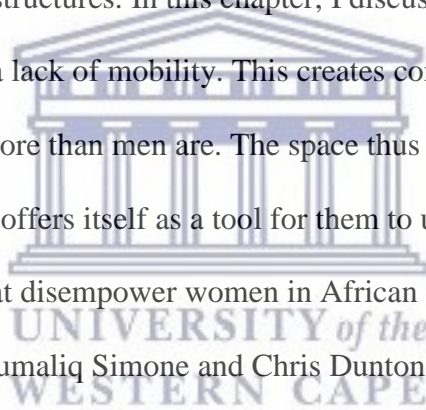 structures. In this chapter, I discus
a lack of mobility. This creates co
ore than men are. The space thus
offers itself as a tool for them to u
at disempower women in African
UNIVERSITY of the
umaliq Simone and Chris Dunton
WESTERN CAPE